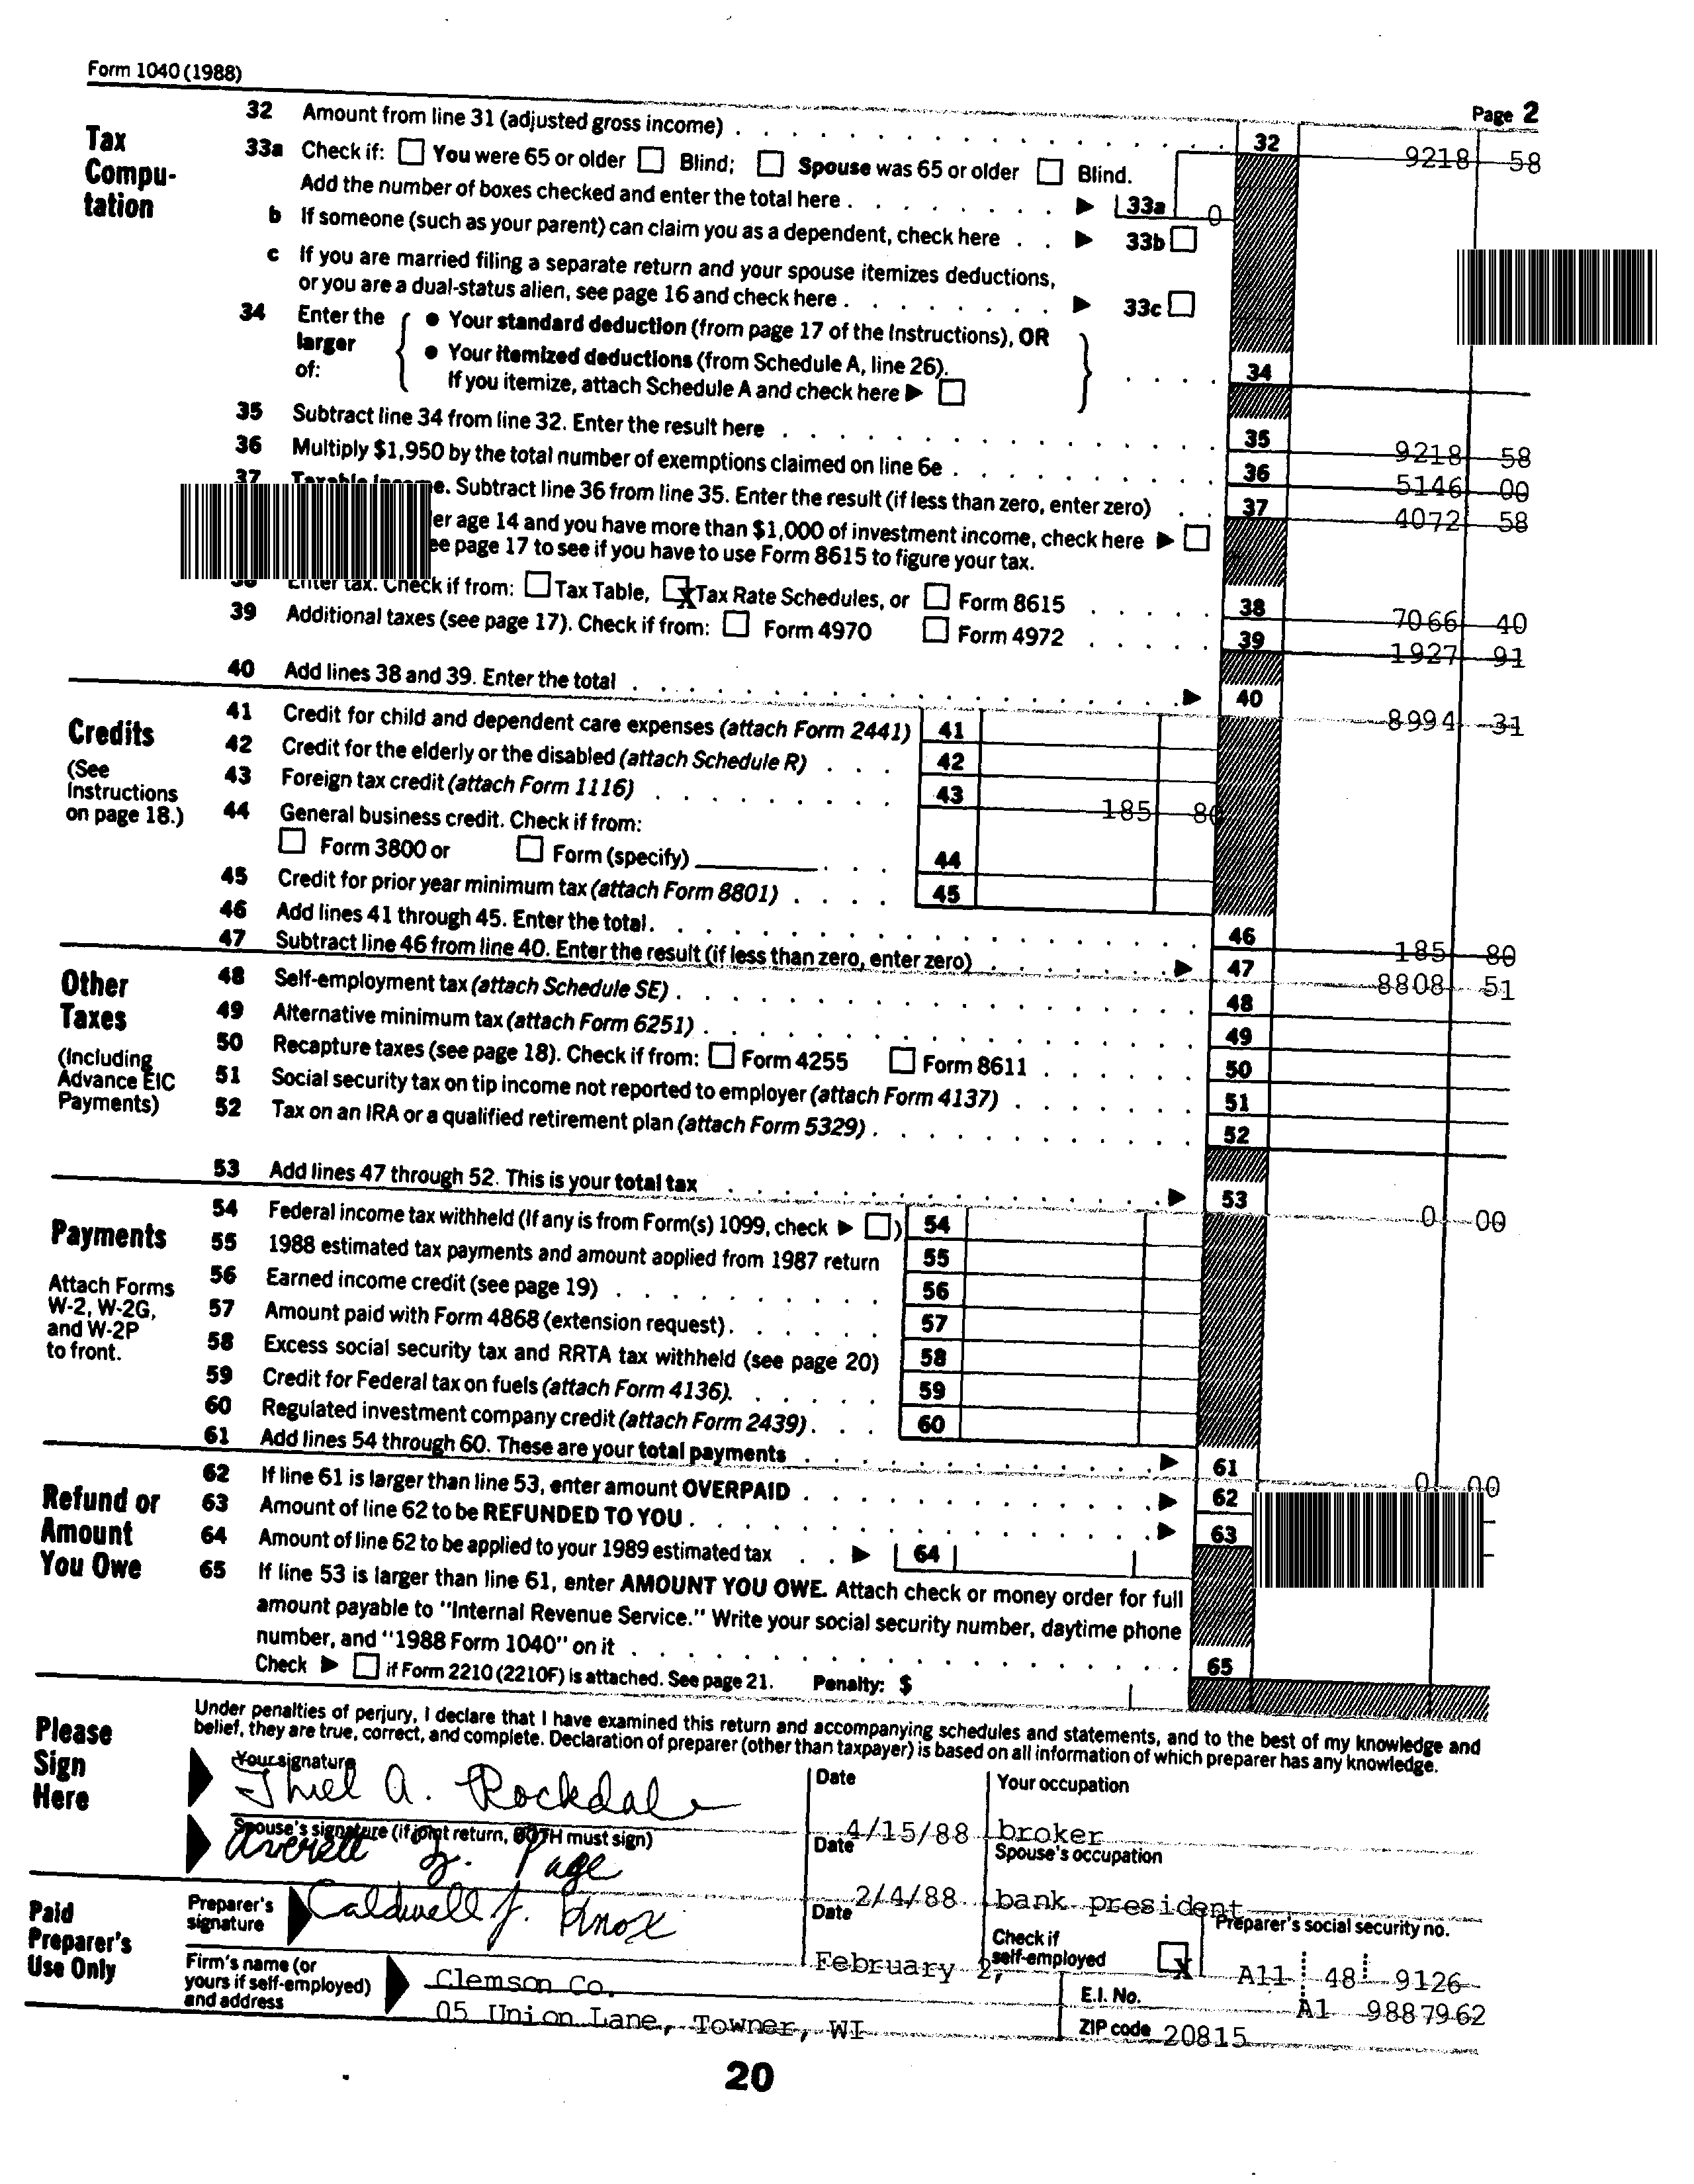 Form 1040 (1988)
Page 2
Tax Compu-tation
32 Amount from line 31 (adjusted gross income) 32 9218 58
33a Check if: You were 65 or older Blind; Spouse was 65 or older Blind.
Add the number of boxes checked and enter the total here 33a 0
b If someone (such as your parent) can claim you as a dependent, check here 33b
c If you are married filing a separate return and your spouse itemizes deductions,
or you are a dual-status alien, see page 16 and check here 33c
34 Enter the larger of: • Your standard deduction (from page 17 of the Instructions), OR
• Your itemized deductions (from Schedule A, line 26).
If you itemize, attach Schedule A and check here 34
35 Subtract line 34 from line 32. Enter the result here 35 9218 58
36 Multiply $1,950 by the total number of exemptions claimed on line 6e 36 5146 00
37 Taxable income. Subtract line 36 from line 35. Enter the result (if less than zero, enter zero) 37 4072 58
er age 14 and you have more than $1,000 of investment income, check here
ee page 17 to see if you have to use Form 8615 to figure your tax.
Enter tax. Check if from: Tax Table, X Tax Rate Schedules, or Form 8615 38 7066 40
39 Additional taxes (see page 17). Check if from: Form 4970 Form 4972 39 1927 91
40 Add lines 38 and 39. Enter the total 40 8994 31
Credits
(See Instructions on page 18.)
41 Credit for child and dependent care expenses (attach Form 2441) 41
42 Credit for the elderly or the disabled (attach Schedule R) 42
43 Foreign tax credit (attach Form 1116) 43 185 80
44 General business credit. Check if from:
Form 3800 or Form (specify) 44
45 Credit for prior year minimum tax (attach Form 8801) 45
46 Add lines 41 through 45. Enter the total. 46 185 80
47 Subtract line 46 from line 40. Enter the result (if less than zero, enter zero) 47 8808 51
Other Taxes
(Including Advance EIC Payments)
48 Self-employment tax (attach Schedule SE) 48
49 Alternative minimum tax (attach Form 6251) 49
50 Recapture taxes (see page 18). Check if from: Form 4255 Form 8611 50
51 Social security tax on tip income not reported to employer (attach Form 4137) 51
52 Tax on an IRA or a qualified retirement plan (attach Form 5329) 52
53 Add lines 47 through 52. This is your total tax 53 0 00
Payments
Attach Forms W-2, W-2G, and W-2P to front.
54 Federal income tax withheld (If any is from Form(s) 1099, check ) 54
55 1988 estimated tax payments and amount applied from 1987 return 55
56 Earned income credit (see page 19) 56
57 Amount paid with Form 4868 (extension request) 57
58 Excess social security tax and RRTA tax withheld (see page 20) 58
59 Credit for Federal tax on fuels (attach Form 4136). 59
60 Regulated investment company credit (attach Form 2439) 60
61 Add lines 54 through 60. These are your total payments 61 0 00
Refund or Amount You Owe
62 If line 61 is larger than line 53, enter amount OVERPAID 62
63 Amount of line 62 to be REFUNDED TO YOU 63
64 Amount of line 62 to be applied to your 1989 estimated tax 64
65 If line 53 is larger than line 61, enter AMOUNT YOU OWE. Attach check or money order for full
amount payable to "Internal Revenue Service." Write your social security number, daytime phone
number, and "1988 Form 1040" on it 65
Check if Form 2210 (2210F) is attached. See page 21. Penalty: $
Please Sign Here
Under penalties of perjury, I declare that I have examined this return and accompanying schedules and statements, and to the best of my knowledge and
belief, they are true, correct, and complete. Declaration of preparer (other than taxpayer) is based on all information of which preparer has any knowledge.
Your signature Date Your occupation
Thiel A. Rockdale 4/15/88 broker
Spouse's signature (if joint return, BOTH must sign) Date Spouse's occupation
Averett Z. Page 2/4/88 bank president
Paid Preparer's Use Only
Preparer's signature Caldwell J. Knox Date February 2, Check if self-employed X Preparer's social security no. A11 48 9126
Firm's name (or yours if self-employed) and address
Clemson Co. E.I. No. A1 9887962
05 Union Lane, Towner, WI ZIP code 20815
20